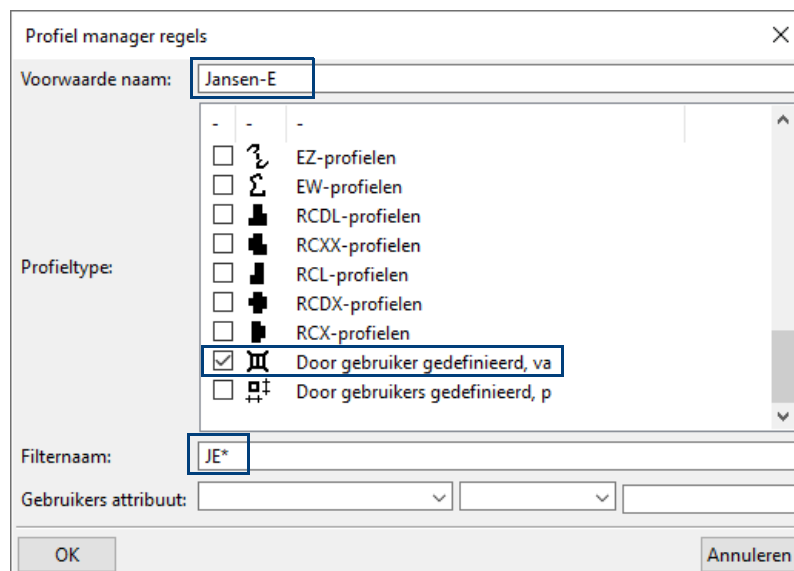 Profiel manager regels
Voorwaarde naam: Jansen-E
- - -
EZ-profielen
EW-profielen
RCDL-profielen
RCXX-profielen
Profieltype:
RCL-profielen
RCDX-profielen
RCX-profielen
Door gebruiker gedefinieerd, va
Door gebruikers gedefinieerd, p
Filternaam: JE*
Gebruikers attribuut:
OK Annuleren